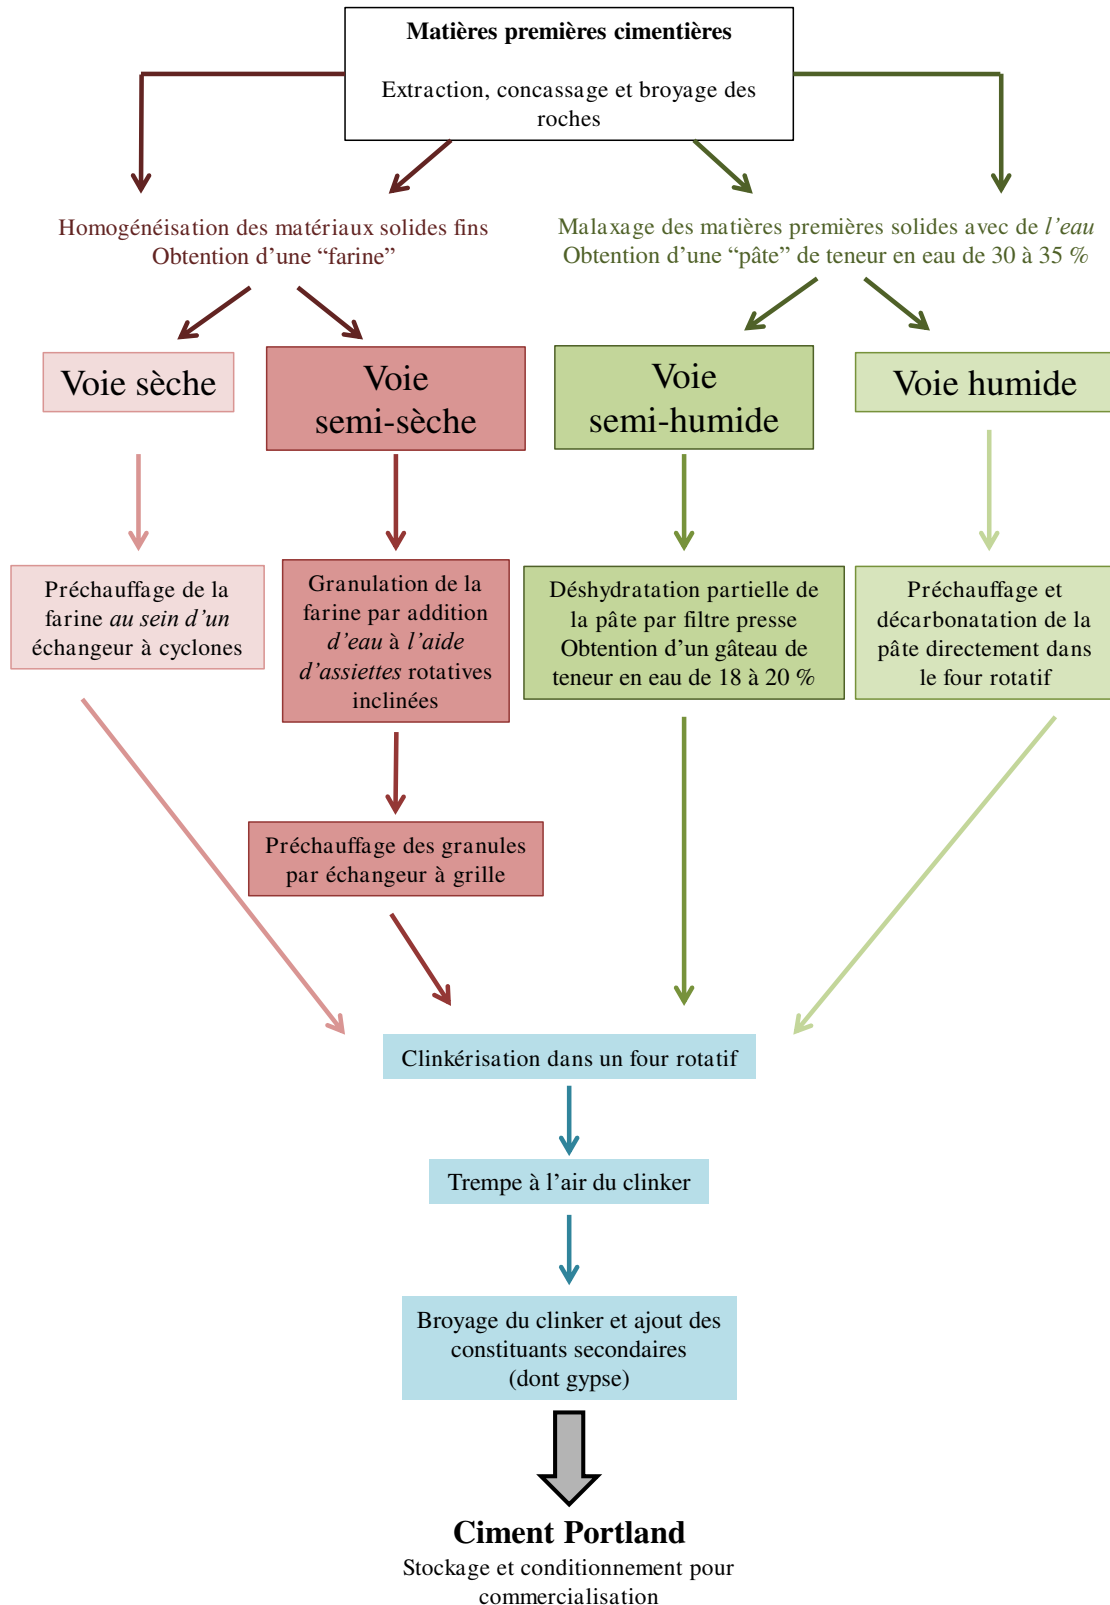 Matières premières cimentières
Extraction, concassage et broyage des
roches
Homogénéisation des matériaux solides fins
Obtention d’une “farine”
Malaxage des matières premières solides avec de l’eau
Obtention d’une “pâte” de teneur en eau de 30 à 35 %
Voie sèche
Voie
semi-sèche
Voie
semi-humide
Voie humide
Préchauffage de la
farine au sein d’un
échangeur à cyclones
Granulation de la
farine par addition
d’eau à l’aide
d’assiettes rotatives
inclinées
Déshydratation partielle de
la pâte par filtre presse
Obtention d’un gâteau de
teneur en eau de 18 à 20 %
Préchauffage et
décarbonatation de la
pâte directement dans
le four rotatif
Préchauffage des granules
par échangeur à grille
Clinkérisation dans un four rotatif
Trempe à l’air du clinker
Broyage du clinker et ajout des
constituants secondaires
(dont gypse)
Ciment Portland
Stockage et conditionnement pour
commercialisation